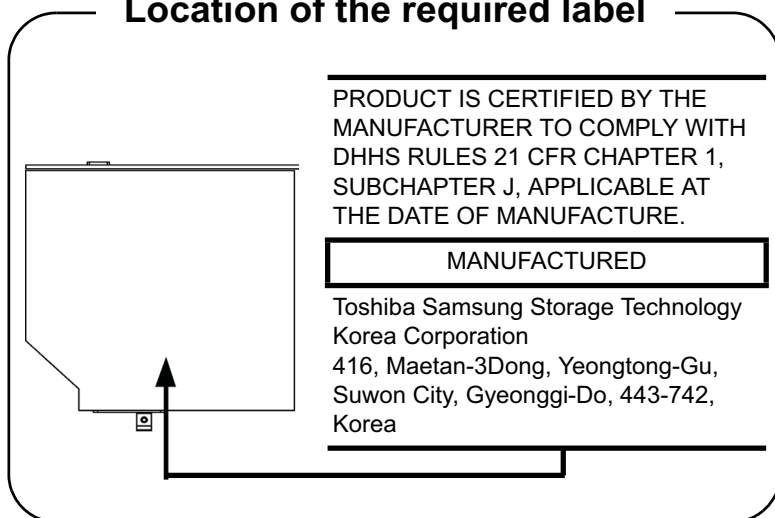 Location of the required label
PRODUCT IS CERTIFIED BY THE
MANUFACTURER TO COMPLY WITH
DHHS RULES 21 CFR CHAPTER 1,
SUBCHAPTER J, APPLICABLE AT
THE DATE OF MANUFACTURE.
MANUFACTURED
Toshiba Samsung Storage Technology
Korea Corporation
416, Maetan-3Dong, Yeongtong-Gu,
Suwon City, Gyeonggi-Do, 443-742,
Korea